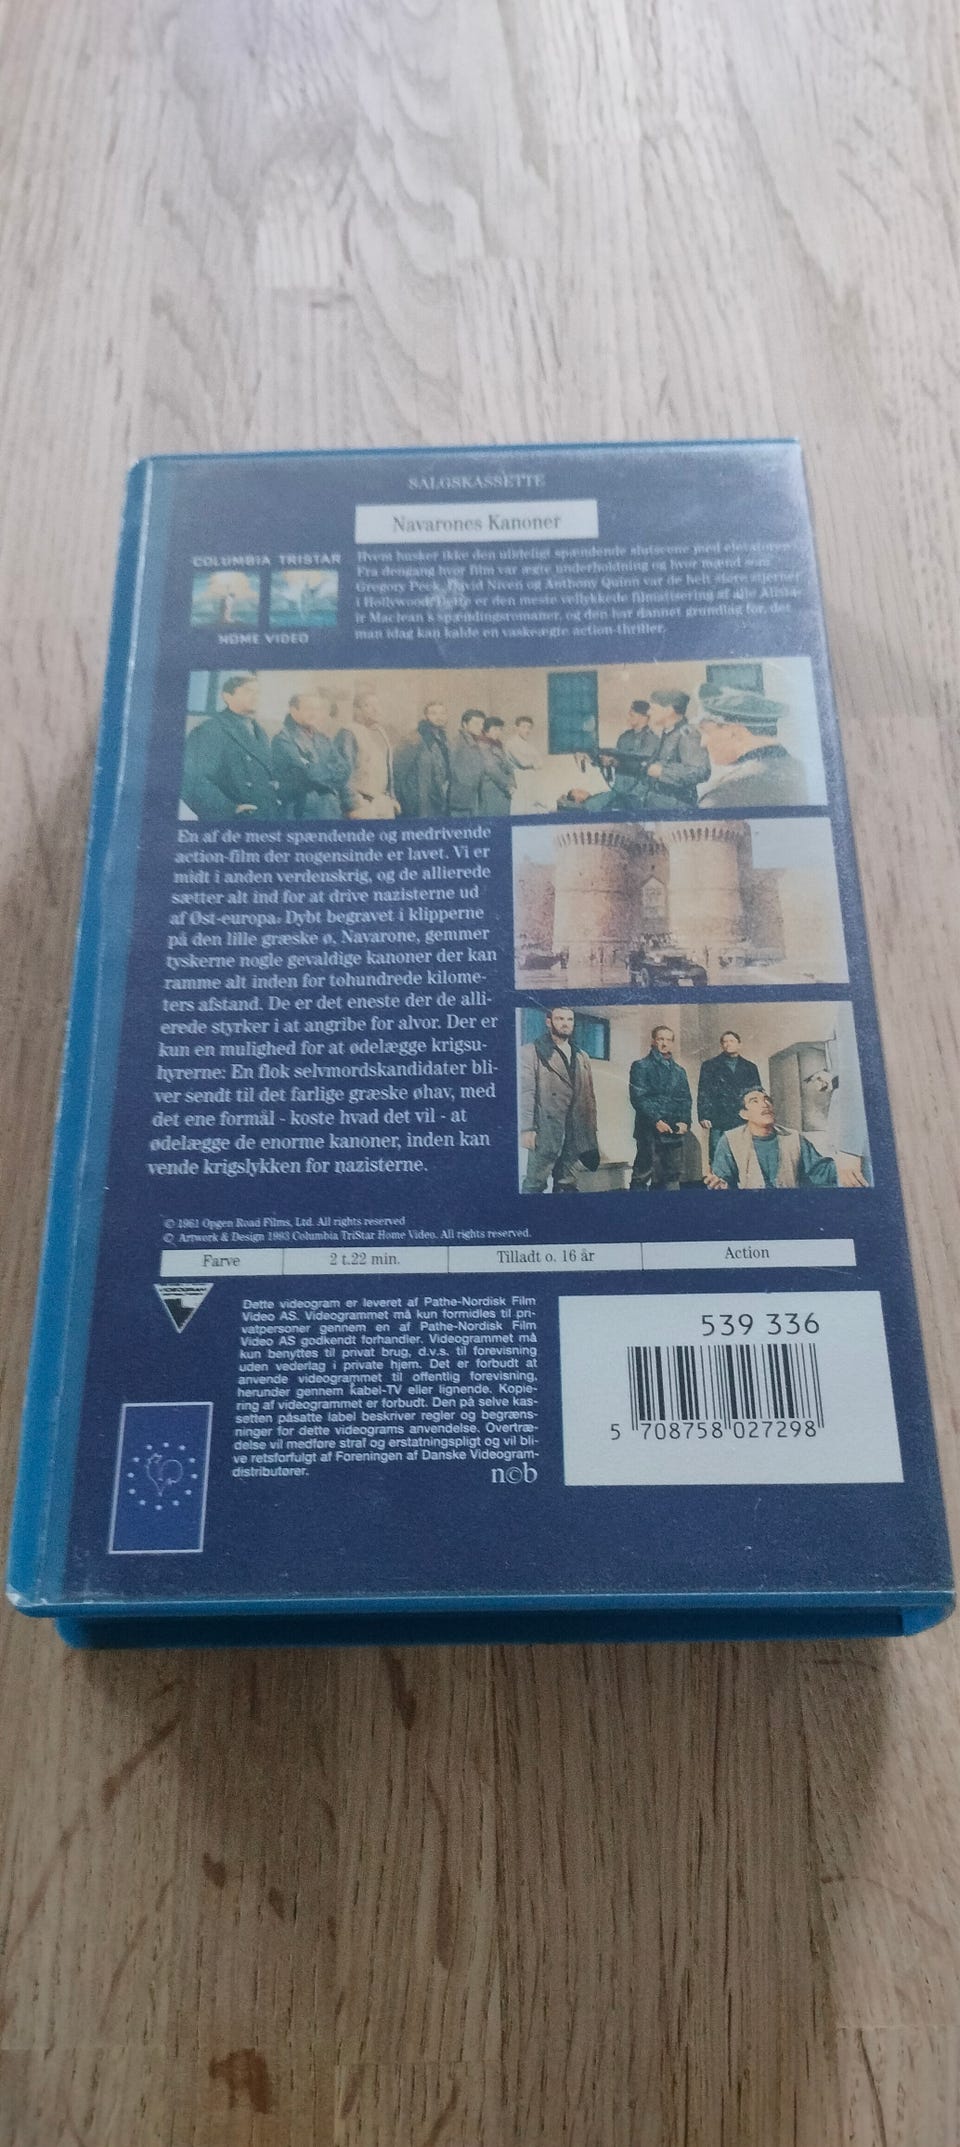 SALGSKASSETTE
Navarones Kanoner
COLUMBIA TRISTAR
HOME VIDEO
Hvem husker ikke den ulideligt spændende slutscene med elevatoren?
Fra dengang hvor film var ægte underholdning og hvor mænd som
Gregory Peck, David Niven og Anthony Quinn var de helt store stjerner
i Hollywood. Dette er den meste vellykkede filmatisering af alle Alista-
ir Maclean's spændingsromaner, og den har dannet grundlag for, det
man idag kan kalde en vaskeægte action-thriller.
En af de mest spændende og medrivende
action-film der nogensinde er lavet. Vi er
midt i anden verdenskrig, og de allierede
sætter alt ind for at drive nazisterne ud
af Øst-europa. Dybt begravet i klipperne
på den lille græske ø, Navarone, gemmer
tyskerne nogle gevaldige kanoner der kan
ramme alt inden for tohundrede kilome-
ters afstand. De er det eneste der de alli-
erede styrker i at angribe for alvor. Der er
kun en mulighed for at ødelægge krigsu-
hyrerne: En flok selvmordskandidater bli-
ver sendt til det farlige græske øhav, med
det ene formål - koste hvad det vil - at
ødelægge de enorme kanoner, inden kan
vende krigslykken for nazisterne.
© 1961 Opgen Road Films, Ltd. All rights reserved
© Artwork & Design 1993 Columbia TriStar Home Video. All rights reserved.
Farve 2 t.22 min. Tilladt o. 16 år Action
VIDEOGRAM
Dette videogram er leveret af Pathe-Nordisk Film
Video AS. Videogrammet må kun formidles til pri-
vatpersoner gennem en af Pathe-Nordisk Film
Video AS godkendt forhandler. Videogrammet må
kun benyttes til privat brug, d.v.s. til forevisning
uden vederlag i private hjem. Det er forbudt at
anvende videogrammet til offentlig forevisning,
herunder gennem kabel-TV eller lignende. Kopie-
ring af videogrammet er forbudt. Den på selve kas-
setten påsatte label beskriver regler og begræns-
ninger for dette videograms anvendelse. Overtræ-
delse vil medføre straf og erstatningspligt og vil bli-
ve retsforfulgt af Foreningen af Danske Videogram-
distributører.
n©b
539 336
5 708758 027298